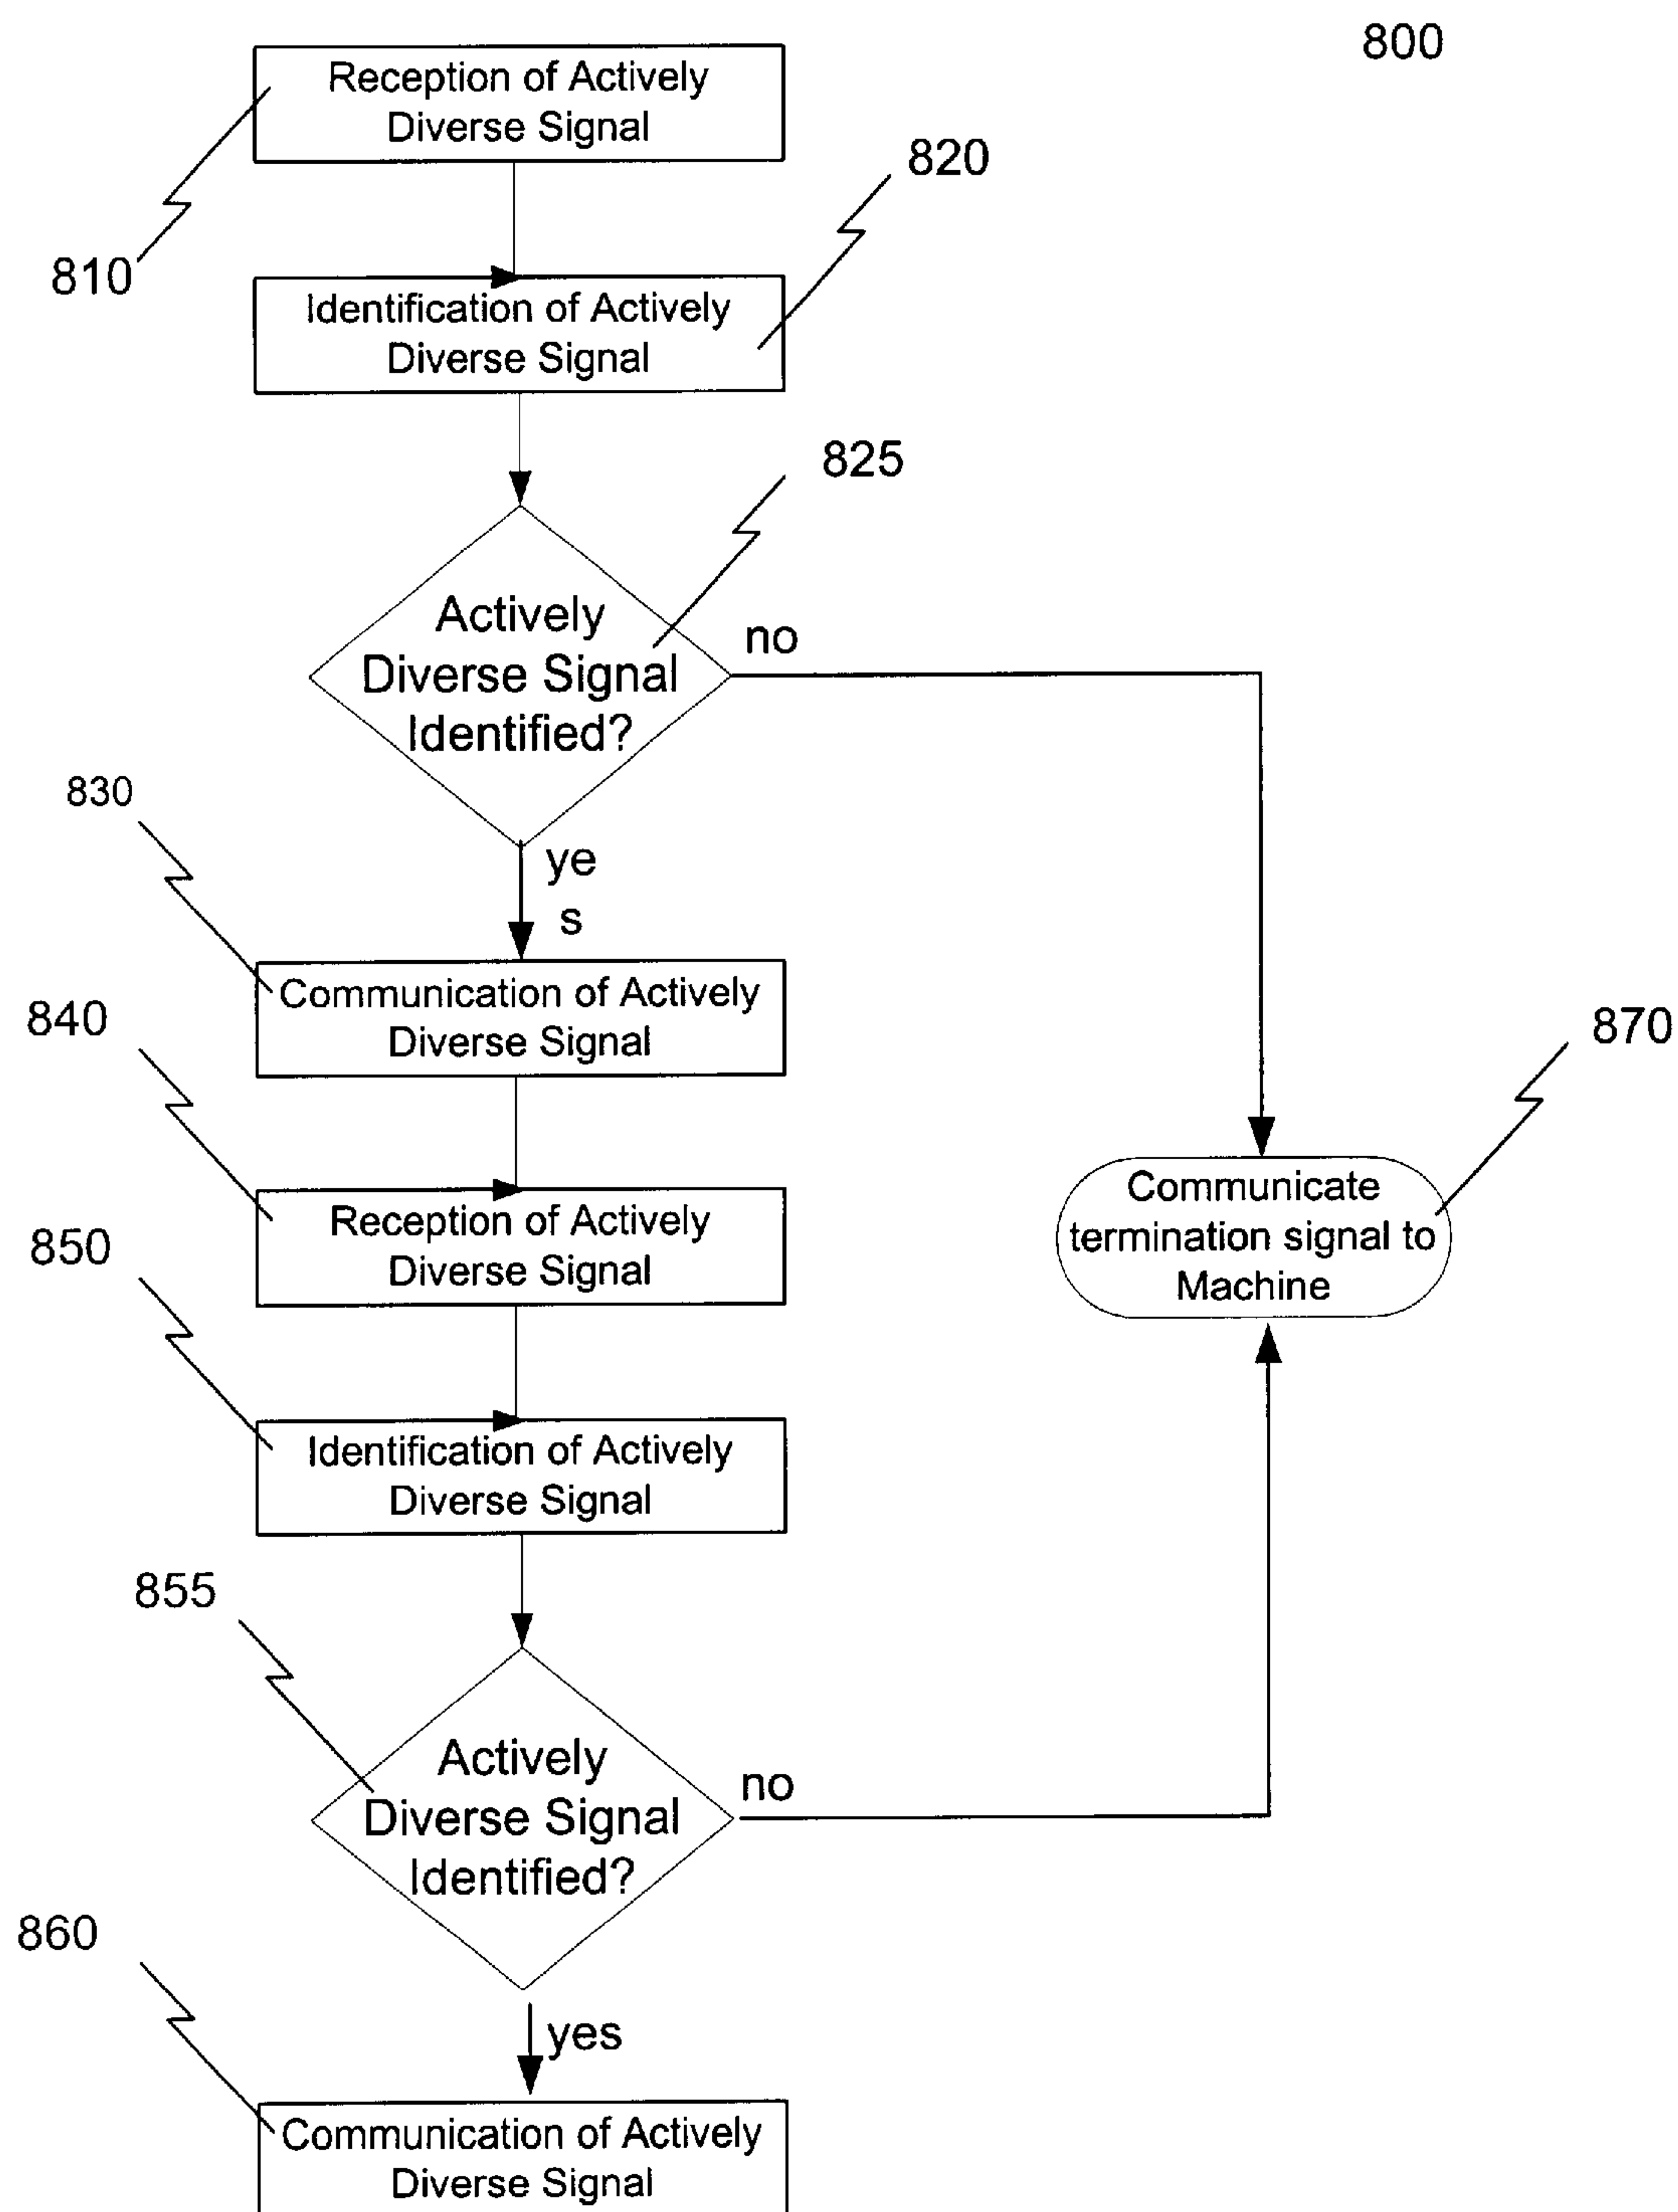 800
Reception of Actively
Diverse Signal
820
810
Identification of Actively
Diverse Signal
825
Actively
Diverse Signal
Identified?
no
830
ye
s
Communication of Actively
Diverse Signal
840
870
Reception of Actively
Diverse Signal
Communicate
termination signal to
Machine
850
Identification of Actively
Diverse Signal
855
Actively
Diverse Signal
Identified?
no
860
yes
Communication of Actively
Diverse Signal